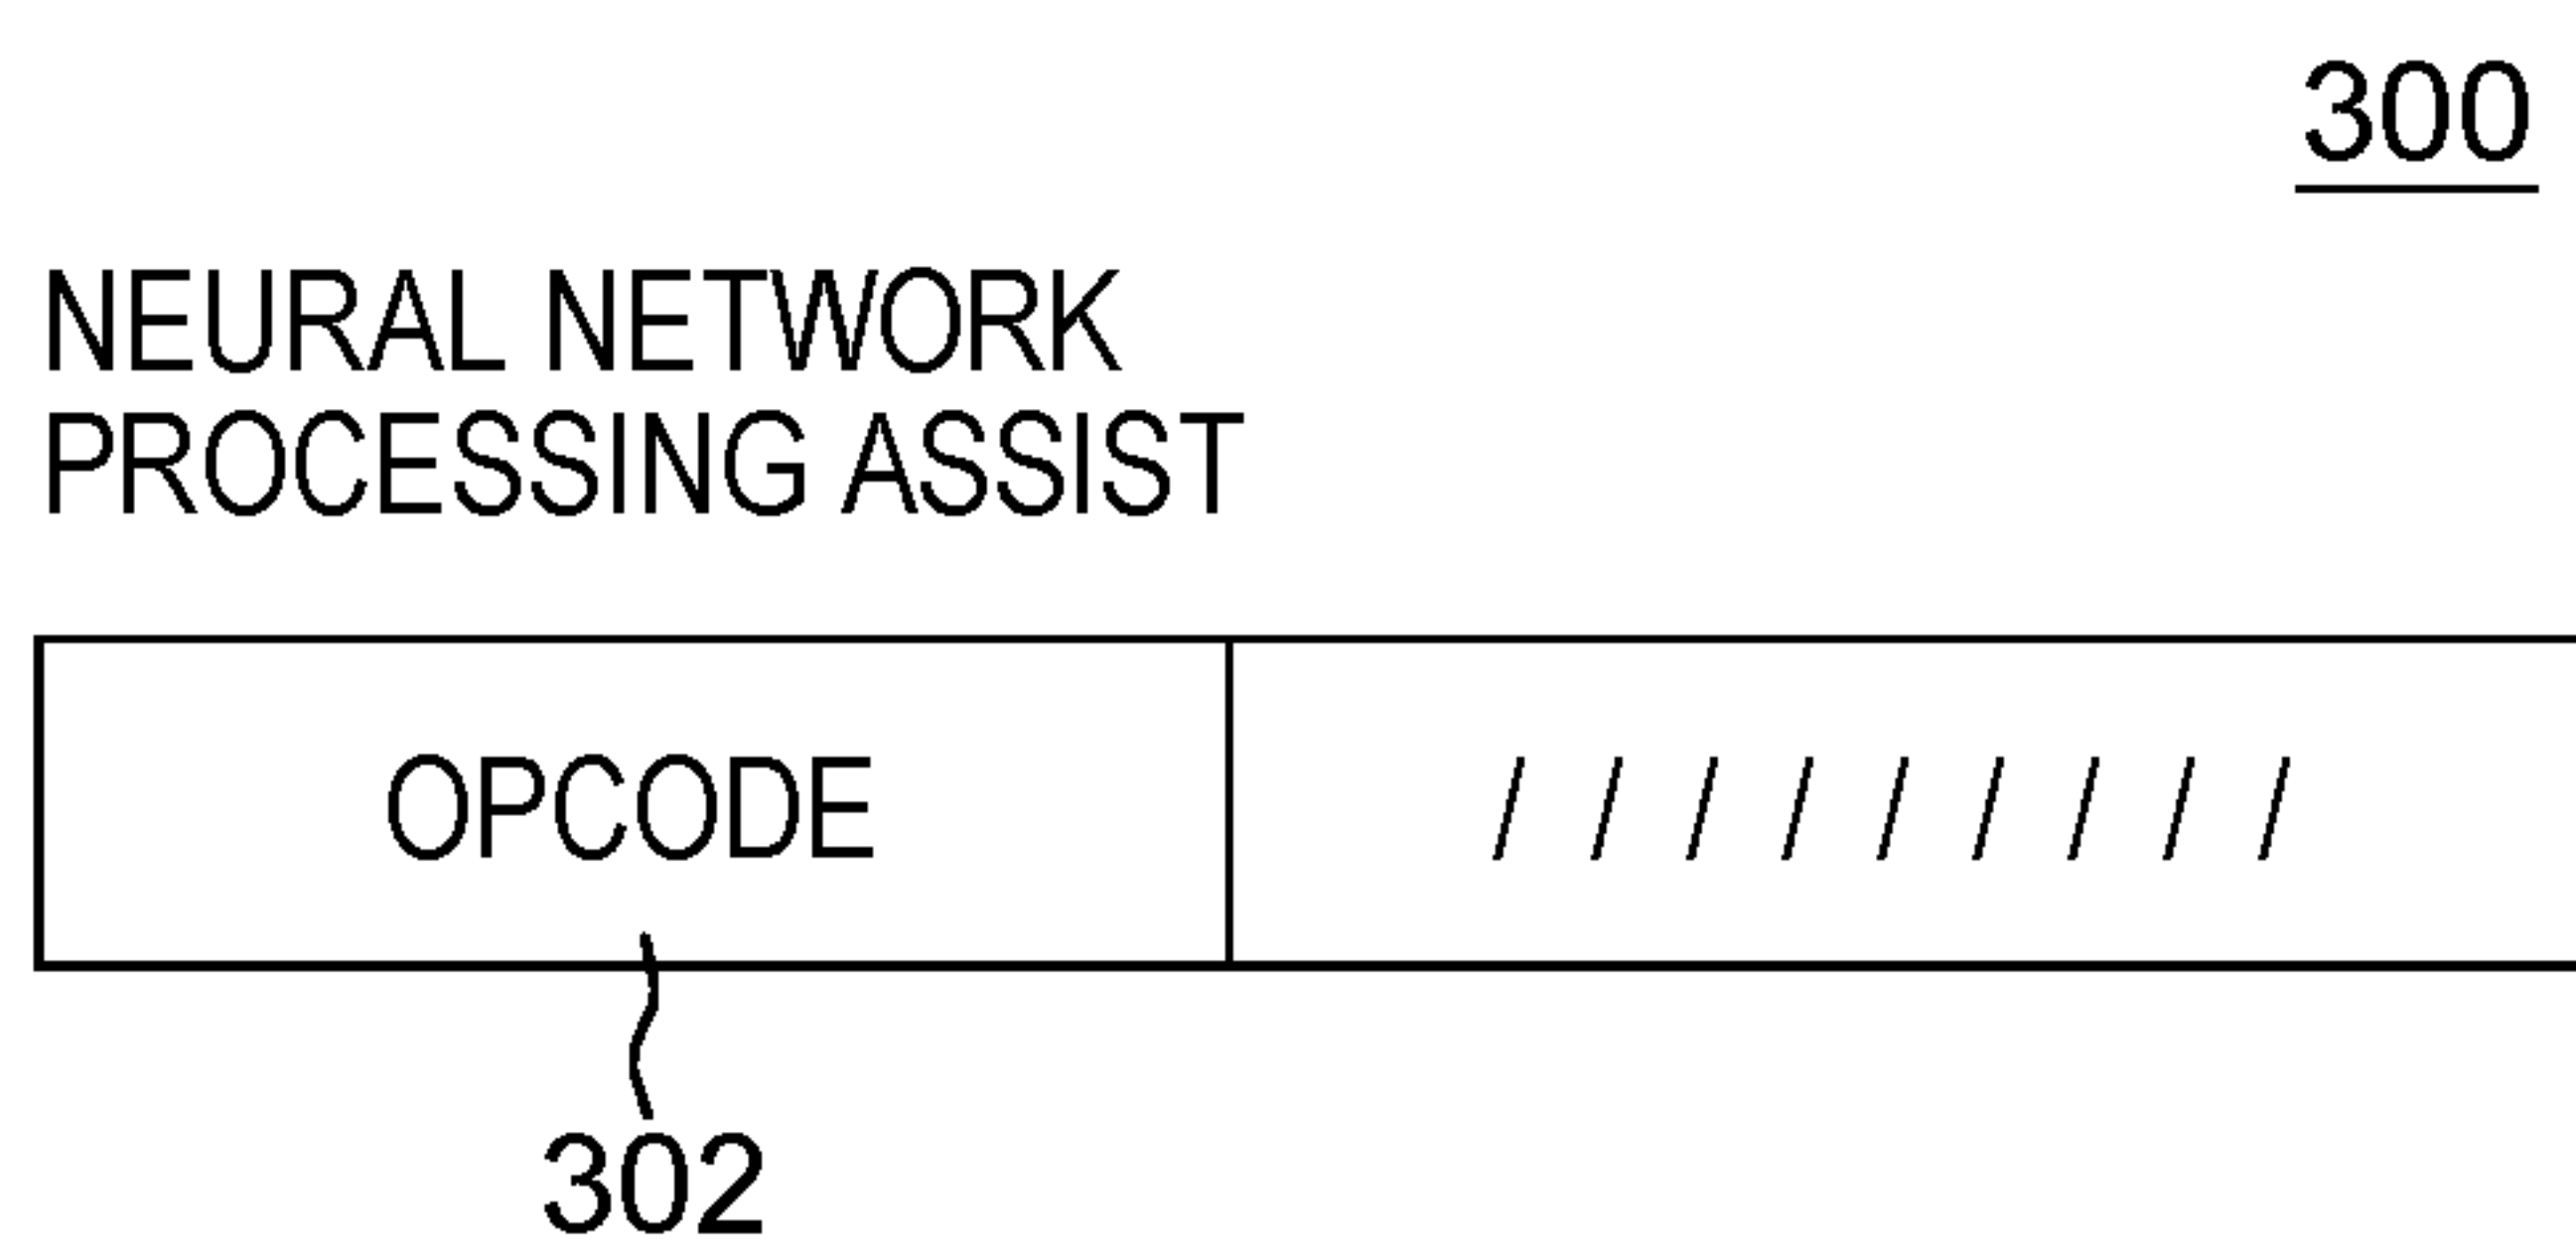 300
NEURAL NETWORK
PROCESSING ASSIST
OPCODE / / / / / / / / /
302